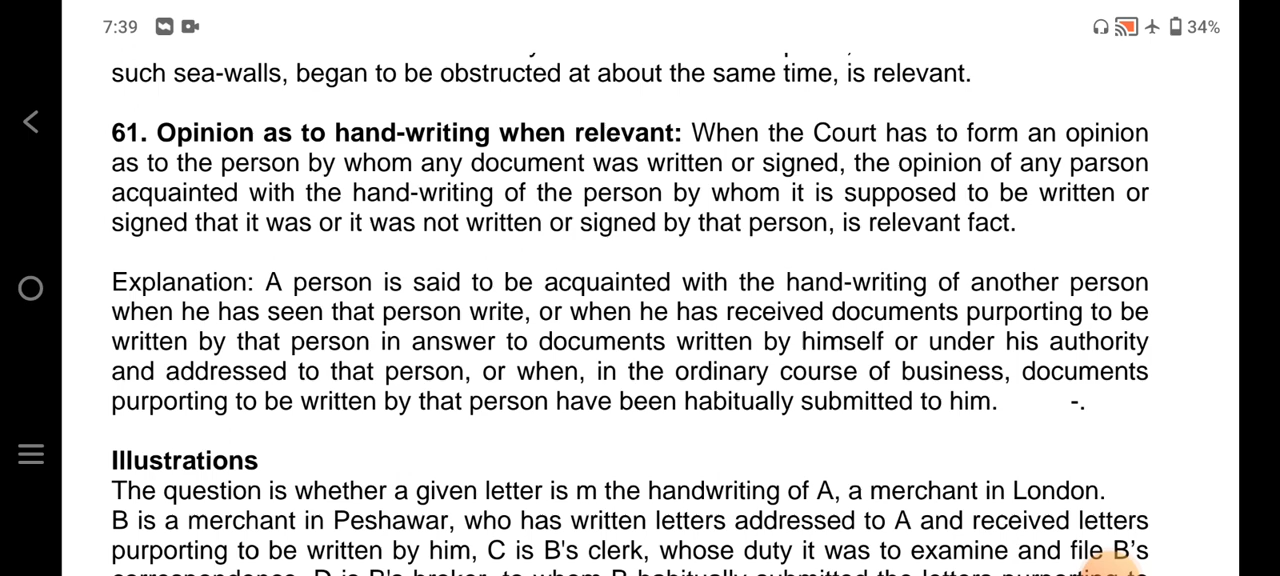 7:39 34%
such sea-walls, began to be obstructed at about the same time, is relevant.
61. Opinion as to hand-writing when relevant: When the Court has to form an opinion
as to the person by whom any document was written or signed, the opinion of any parson
acquainted with the hand-writing of the person by whom it is supposed to be written or
signed that it was or it was not written or signed by that person, is relevant fact.
Explanation: A person is said to be acquainted with the hand-writing of another person
when he has seen that person write, or when he has received documents purporting to be
written by that person in answer to documents written by himself or under his authority
and addressed to that person, or when, in the ordinary course of business, documents
purporting to be written by that person have been habitually submitted to him. -.
Illustrations
The question is whether a given letter is m the handwriting of A, a merchant in London.
B is a merchant in Peshawar, who has written letters addressed to A and received letters
purporting to be written by him, C is B's clerk, whose duty it was to examine and file B’s